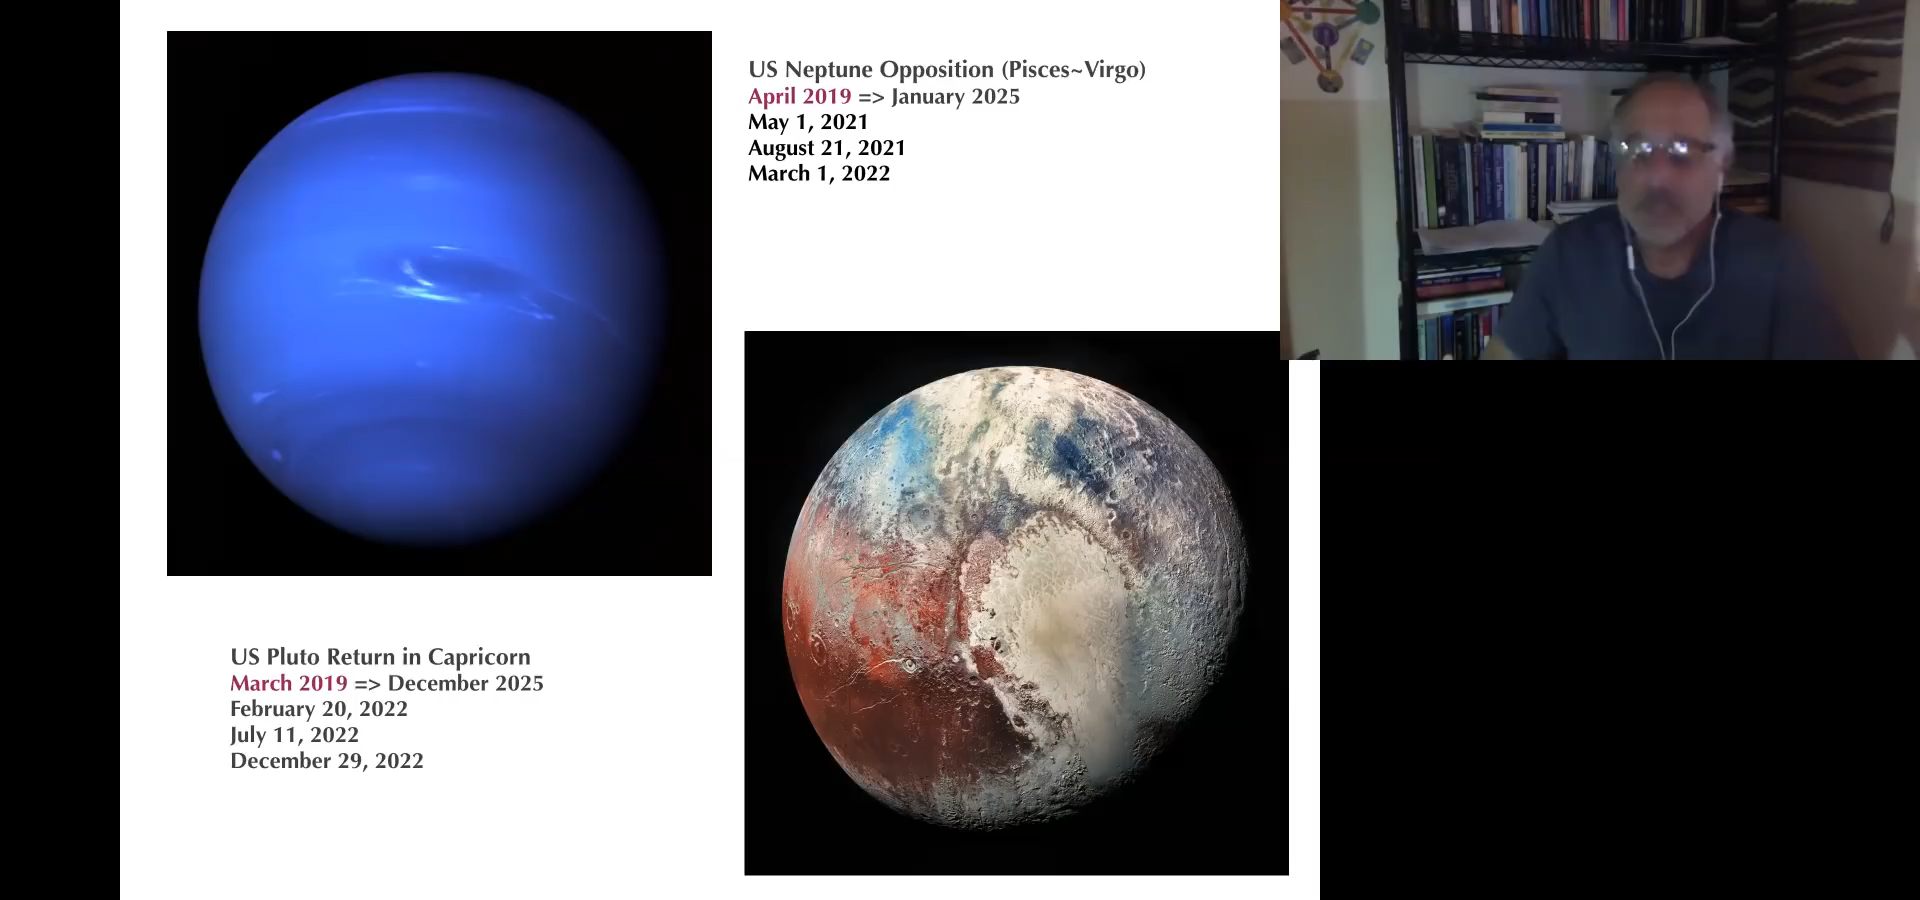 US Neptune Opposition (Pisces~Virgo)
April 2019 => January 2025
May 1, 2021
August 21, 2021
March 1, 2022
US Pluto Return in Capricorn
March 2019 => December 2025
February 20, 2022
July 11, 2022
December 29, 2022